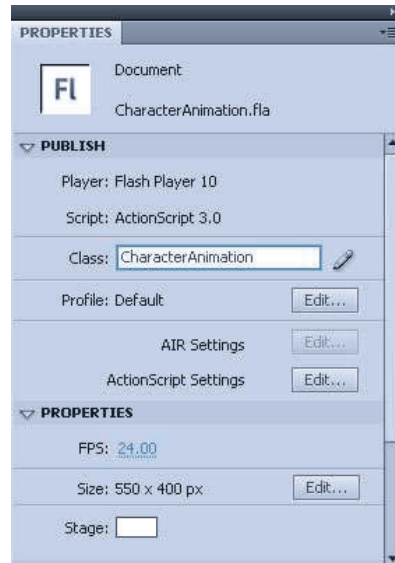 PROPERTIES
Fl
Document
CharacterAnimation.fla
PUBLISH
Player: Flash Player 10
Script: ActionScript 3.0
Class: CharacterAnimation
Profile: Default Edit...
AIR Settings Edit...
ActionScript Settings Edit...
PROPERTIES
FPS: 24.00
Size: 550 x 400 px Edit...
Stage: